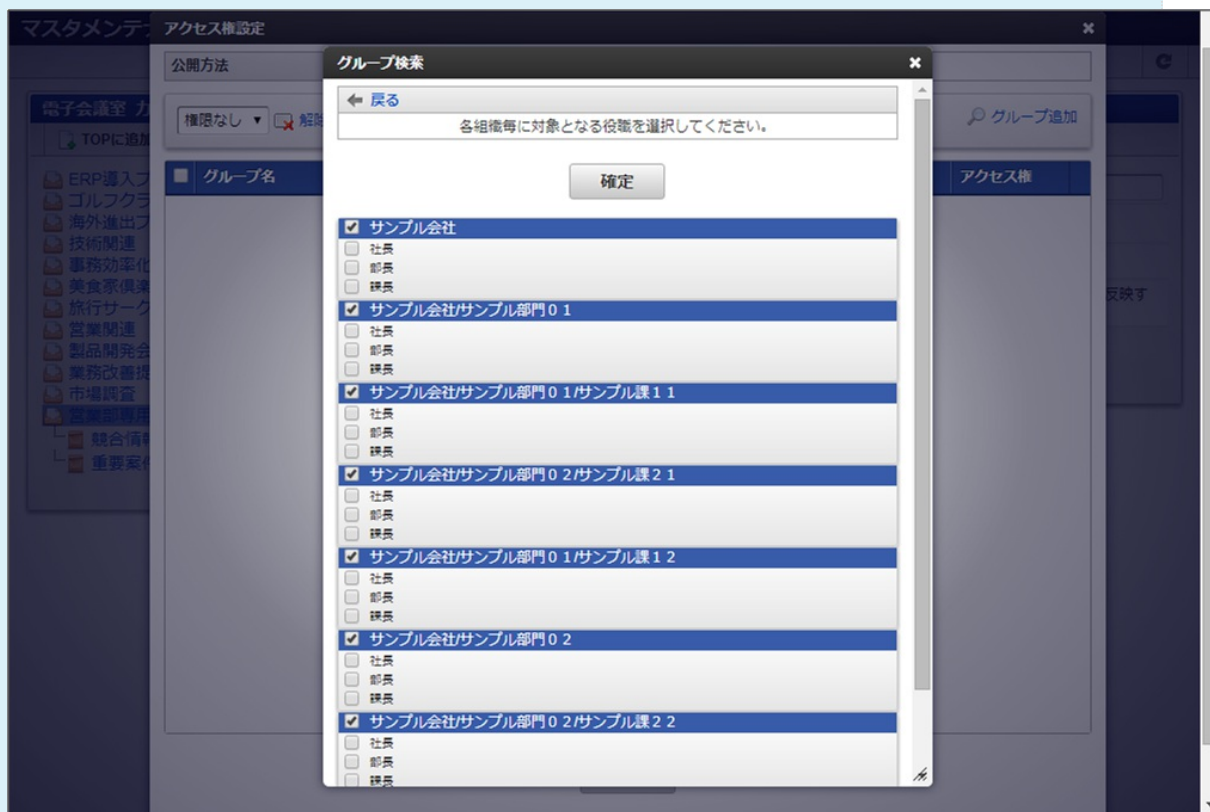 マスタメンテ
アクセス権設定
公開方法
グループ検索
戻る
各組織毎に対象となる役職を選択してください。
確定
電子会議室
TOPに追加
権限なし
グループ追加
グループ名
アクセス権
ERP導入
ゴルフクラ
海外進出
技術関連
事務効率化
美食家倶楽
旅行サーク
営業関連
製品開発会
業務改善提
市場調査
営業部専用
競合情報
重要案件
反映す
サンプル会社
社長
部長
課長
サンプル会社/サンプル部門０１
社長
部長
課長
サンプル会社/サンプル部門０１/サンプル課１１
社長
部長
課長
サンプル会社/サンプル部門０２/サンプル課２１
社長
部長
課長
サンプル会社/サンプル部門０１/サンプル課１２
社長
部長
課長
サンプル会社/サンプル部門０２
社長
部長
課長
サンプル会社/サンプル部門０２/サンプル課２２
社長
部長
課長